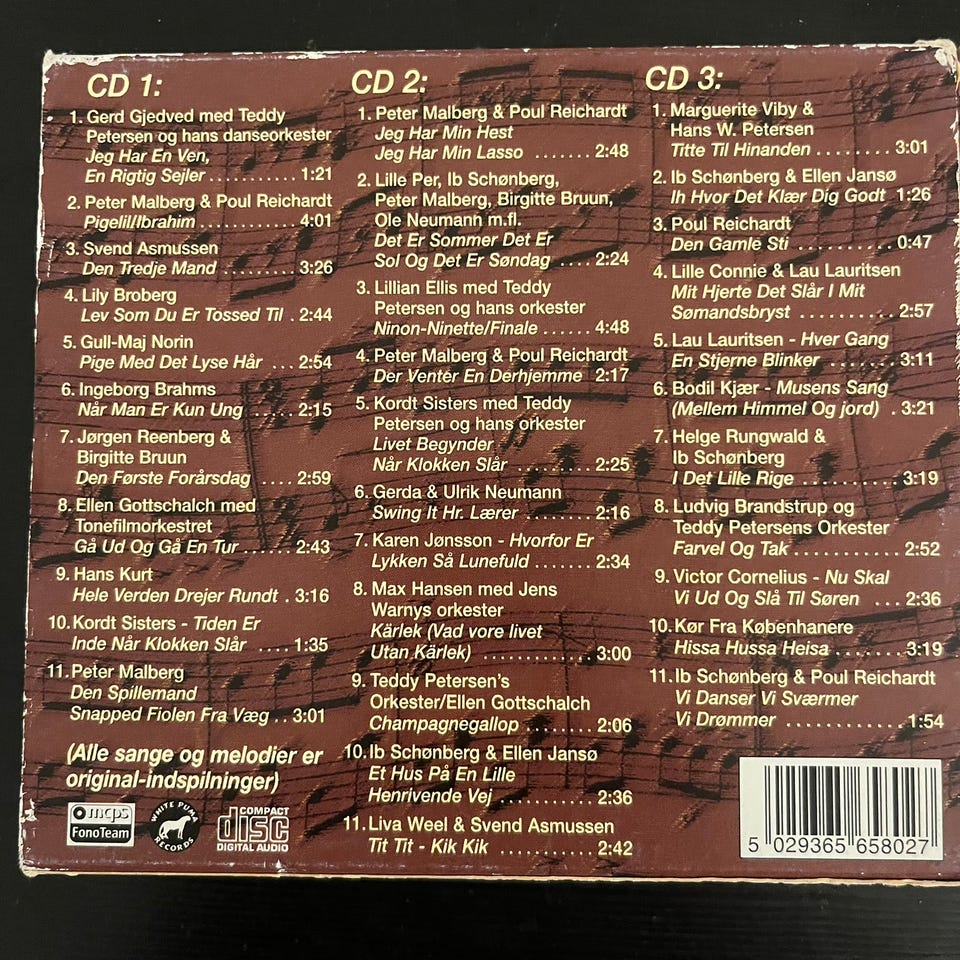 CD 1:
1. Gerd Gjedved med Teddy
Petersen og hans danseorkester
Jeg Har En Ven,
En Rigtig Sejler ........... 1:21
2. Peter Malberg & Poul Reichardt
Pigelil/Ibrahim ............. 4:01
3. Svend Asmussen
Den Tredje Mand ......... 3:26
4. Lily Broberg
Lev Som Du Er Tossed Til . 2:44
5. Gull-Maj Norin
Pige Med Det Lyse Hår ... 2:54
6. Ingeborg Brahms
Når Man Er Kun Ung ..... 2:15
7. Jørgen Reenberg &
Birgitte Bruun
Den Første Forårsdag .... 2:59
8. Ellen Gottschalch med
Tonefilmorkestret
Gå Ud Og Gå En Tur ...... 2:43
9. Hans Kurt
Hele Verden Drejer Rundt . 3:16
10. Kordt Sisters - Tiden Er
Inde Når Klokken Slår ... 1:35
11. Peter Malberg
Den Spillemand
Snapped Fiolen Fra Væg .. 3:01
(Alle sange og melodier er
original-indspilninger)
mcps
FonoTeam
WHITE PUMA
RECORDS
COMPACT
disc
DIGITAL AUDIO
CD 2:
1. Peter Malberg & Poul Reichardt
Jeg Har Min Hest
Jeg Har Min Lasso ....... 2:48
2. Lille Per, Ib Schønberg,
Peter Malberg, Birgitte Bruun,
Ole Neumann m.fl.
Det Er Sommer Det Er
Sol Og Det Er Søndag .... 2:24
3. Lillian Ellis med Teddy
Petersen og hans orkester
Ninon-Ninette/Finale ...... 4:48
4. Peter Malberg & Poul Reichardt
Der Venter En Derhjemme 2:17
5. Kordt Sisters med Teddy
Petersen og hans orkester
Livet Begynder
Når Klokken Slår ......... 2:25
6. Gerda & Ulrik Neumann
Swing It Hr. Lærer ........ 2:16
7. Karen Jønsson - Hvorfor Er
Lykken Så Lunefuld ...... 2:34
8. Max Hansen med Jens
Warnys orkester
Kärlek (Vad vore livet
Utan Kärlek) ............. 3:00
9. Teddy Petersen's
Orkester/Ellen Gottschalch
Champagnegallop ........ 2:06
10. Ib Schønberg & Ellen Jansø
Et Hus På En Lille
Henrivende Vej ........... 2:36
11. Liva Weel & Svend Asmussen
Tit Tit - Kik Kik ........... 2:42
CD 3:
1. Marguerite Viby &
Hans W. Petersen
Titte Til Hinanden ........ 3:01
2. Ib Schønberg & Ellen Jansø
Ih Hvor Det Klær Dig Godt 1:26
3. Poul Reichardt
Den Gamle Sti .......... 0:47
4. Lille Connie & Lau Lauritsen
Mit Hjerte Det Slår I Mit
Sømandsbryst .......... 2:57
5. Lau Lauritsen - Hver Gang
En Stjerne Blinker ....... 3:11
6. Bodil Kjær - Musens Sang
(Mellem Himmel Og jord) . 3:21
7. Helge Rungwald &
Ib Schønberg
I Det Lille Rige .......... 3:19
8. Ludvig Brandstrup og
Teddy Petersens Orkester
Farvel Og Tak ........... 2:52
9. Victor Cornelius - Nu Skal
Vi Ud Og Slå Til Søren ... 2:36
10. Kør Fra Københanere
Hissa Hussa Heisa ....... 3:19
11. Ib Schønberg & Poul Reichardt
Vi Danser Vi Sværmer
Vi Drømmer ............ 1:54
5 029365 658027